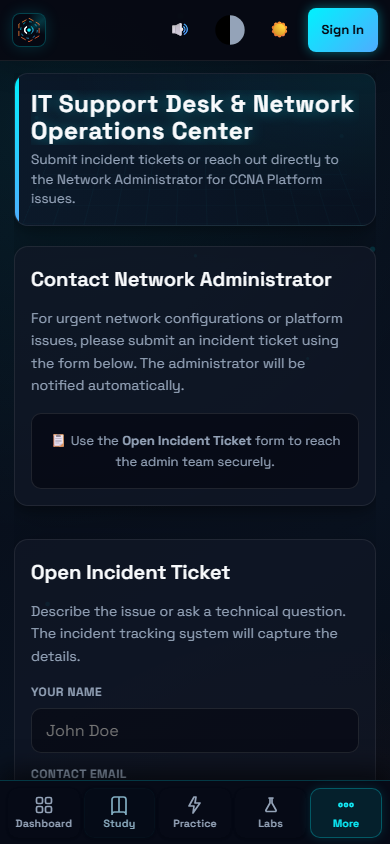 Sign In
IT Support Desk & Network
Operations Center
Submit incident tickets or reach out directly to
the Network Administrator for CCNA Platform
issues.
Contact Network Administrator
For urgent network configurations or platform
issues, please submit an incident ticket using
the form below. The administrator will be
notified automatically.
📋 Use the Open Incident Ticket form to reach
the admin team securely.
Open Incident Ticket
Describe the issue or ask a technical question.
The incident tracking system will capture the
details.
YOUR NAME
John Doe
CONTACT EMAIL
Dashboard
Study
Practice
Labs
More